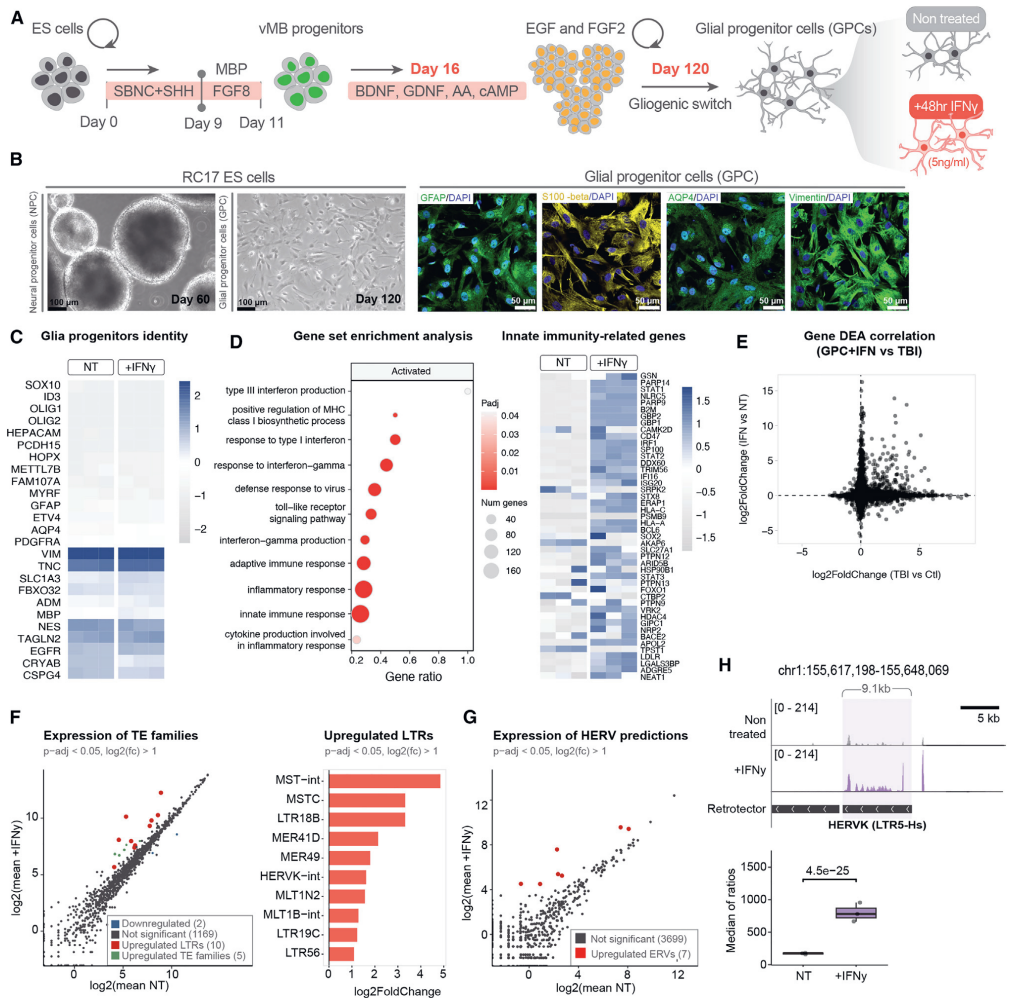 A
ES cells
vMB progenitors
EGF and FGF2
Glial progenitor cells (GPCs)
Non treated
MBP
Day 16
Day 120
SBNC+SHH
FGF8
BDNF, GDNF, AA, cAMP
Gliogenic switch
+48hr IFNγ
Day 0
Day 9
Day 11
(5ng/ml)
B
RC17 ES cells
Glial progenitor cells (GPC)
Neural progenitor cells (NPC)
100 µm
Day 60
Glial progenitor cells (GPC)
100 µm
Day 120
GFAP/DAPI
50 µm
S100 -beta/DAPI
50 µm
AQP4/DAPI
50 µm
Vimentin/DAPI
50 µm
C
Glia progenitors identity
NT
+IFNγ
SOX10
ID3
OLIG1
OLIG2
HEPACAM
PCDH15
HOPX
METTL7B
FAM107A
MYRF
GFAP
ETV4
AQP4
PDGFRA
VIM
TNC
SLC1A3
FBXO32
ADM
MBP
NES
TAGLN2
EGFR
CRYAB
CSPG4
2
1
0
−1
−2
D
Gene set enrichment analysis
Activated
type III interferon production
positive regulation of MHC
class I biosynthetic process
response to type I interferon
response to interferon−gamma
defense response to virus
toll−like receptor
signaling pathway
interferon−gamma production
adaptive immune response
inflammatory response
innate immune response
cytokine production involved
in inflammatory response
0.2
0.4
0.6
0.8
1.0
Gene ratio
Padj
0.04
0.03
0.02
0.01
Num genes
40
80
120
160
Innate immunity-related genes
NT
+IFNγ
GSN
PARP14
STAT1
NLRC5
PARP9
B2M
GBP2
GBP1
CAMK2D
CD47
IRF1
SP100
STAT2
DDX60
TRIM56
IFI16
ISG20
SRPK2
STX8
ERAP1
HLA−C
PSMB9
HLA−A
BCL6
SOX2
AKAP6
SLC27A1
PTPN12
ARID5B
HSP90B1
STAT3
PTPN13
FOXO1
CTBP2
PTPN9
VRK2
HDAC4
GIPC1
NRP2
BACE2
APOL2
TPST1
LDLR
LGALS3BP
ADGRE5
NEAT1
1.5
1
0.5
0
−0.5
−1
−1.5
E
Gene DEA correlation
(GPC+IFN vs TBI)
log2FoldChange (IFN vs NT)
15
10
5
0
−5
−5
0
5
log2FoldChange (TBI vs Ctl)
F
Expression of TE families
p−adj < 0.05, log2(fc) > 1
log2(mean +IFNy)
10
5
0
0
5
10
log2(mean NT)
Downregulated (2)
Not significant (1169)
Upregulated LTRs (10)
Upregulated TE families (5)
Upregulated LTRs
p−adj < 0.05, log2(fc) > 1
MST−int
MSTC
LTR18B
MER41D
MER49
HERVK−int
MLT1N2
MLT1B−int
LTR19C
LTR56
0
1
2
3
4
5
log2FoldChange
G
Expression of HERV predictions
p−adj < 0.05, log2(fc) > 1
log2(mean +IFNy)
12
8
4
0
0
4
8
12
log2(mean NT)
Not significant (3699)
Upregulated ERVs (7)
H
chr1:155,617,198-155,648,069
9.1kb
[0 - 214]
5 kb
Non
treated
[0 - 214]
+IFNy
Retrotector
HERVK (LTR5-Hs)
Median of ratios
1500
1000
500
0
4.5e−25
NT
+IFNy